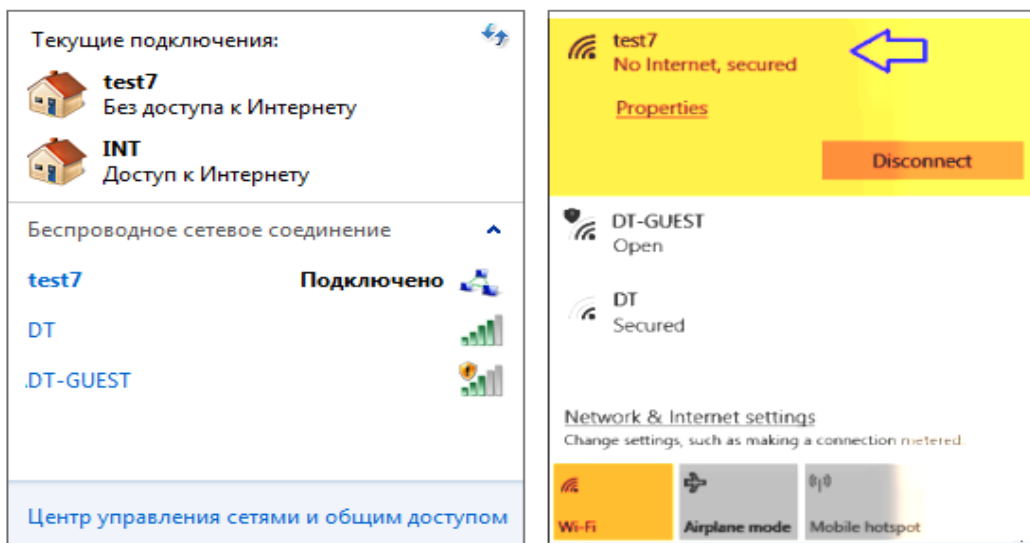 Текущие подключения:
test7
Без доступа к Интернету
INT
Доступ к Интернету
Беспроводное сетевое соединение
test7 Подключено
DT
DT-GUEST
Центр управления сетями и общим доступом
test7
No Internet, secured
Properties
Disconnect
DT-GUEST
Open
DT
Secured
Network & Internet settings
Change settings, such as making a connection metered.
Wi-Fi Airplane mode Mobile hotspot